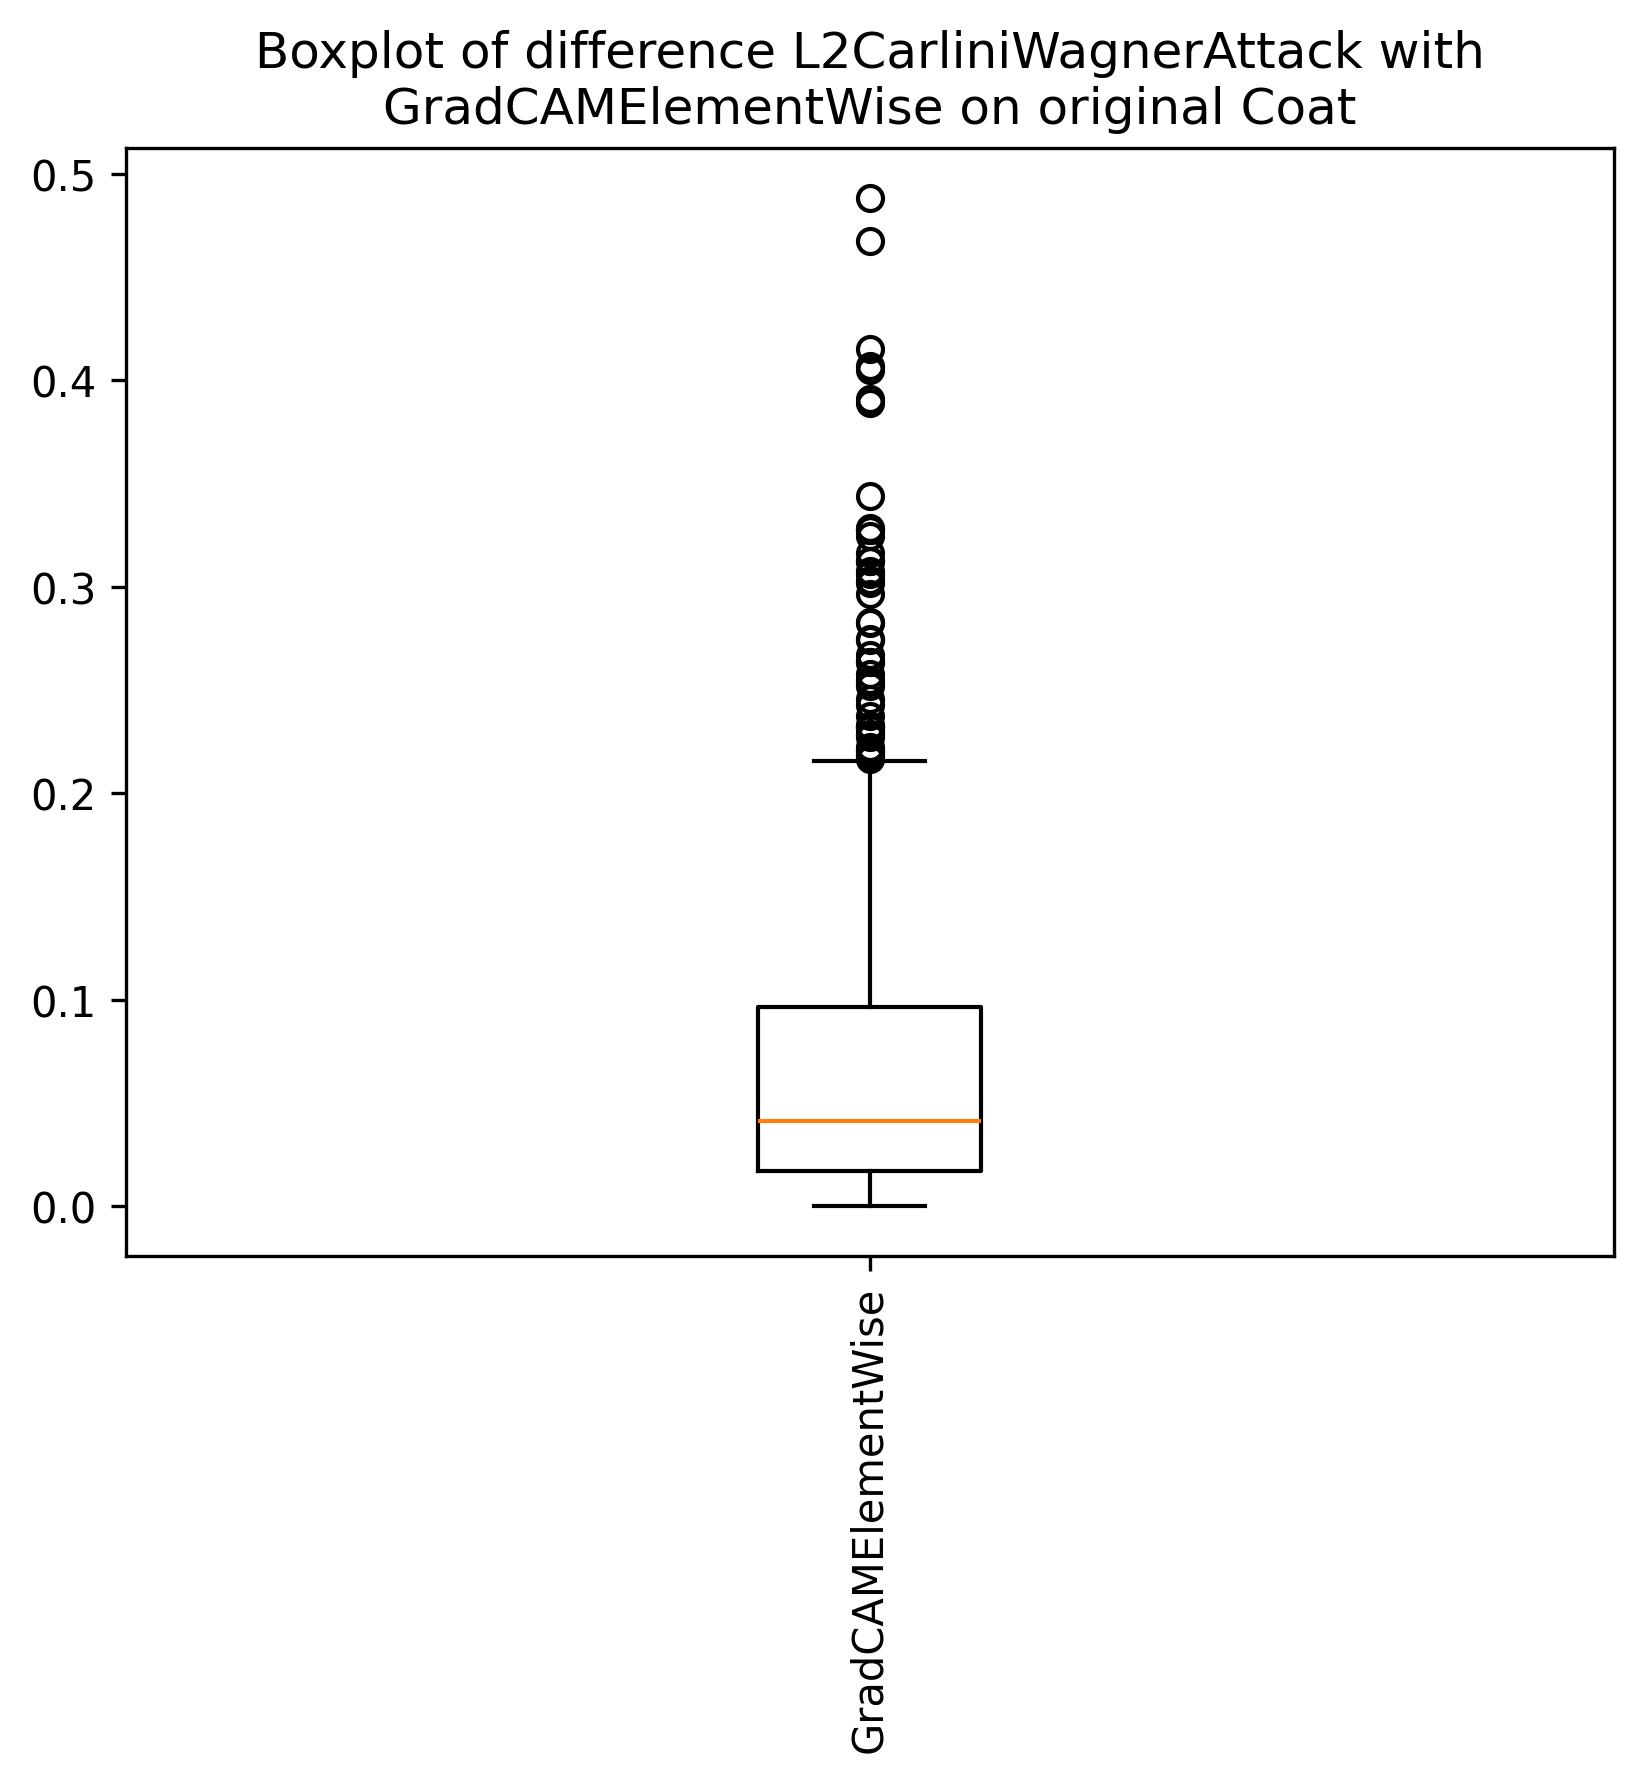 Boxplot of difference L2CarliniWagnerAttack with
GradCAMElementWise on original Coat
0.5
0.4
0.3
0.2
0.1
0.0
GradCAMElementWise